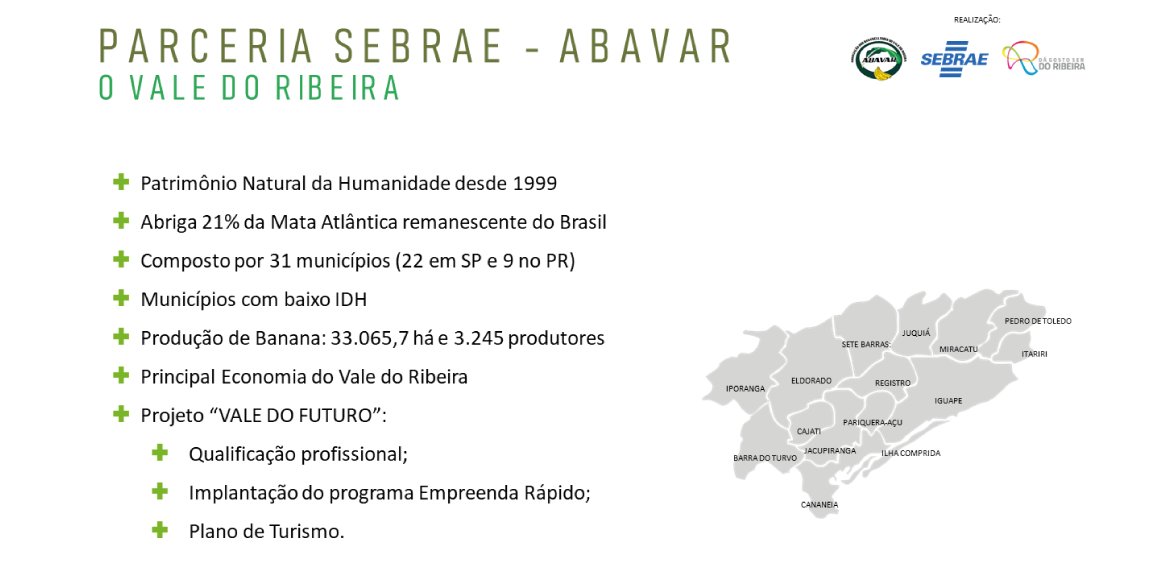 PARCERIA SEBRAE - ABAVAR
O VALE DO RIBEIRA
REALIZAÇÃO:
ABAVAR
SEBRAE
DÁ GOSTO SER
DO RIBEIRA
Patrimônio Natural da Humanidade desde 1999
Abriga 21% da Mata Atlântica remanescente do Brasil
Composto por 31 municípios (22 em SP e 9 no PR)
Municípios com baixo IDH
Produção de Banana: 33.065,7 há e 3.245 produtores
Principal Economia do Vale do Ribeira
Projeto “VALE DO FUTURO”:
Qualificação profissional;
Implantação do programa Empreenda Rápido;
Plano de Turismo.
PEDRO DE TOLEDO
JUQUIÁ
SETE BARRAS:
MIRACATU
ITARIRI
ELDORADO
REGISTRO
IPORANGA
IGUAPE
PARIQUERA-AÇU
CAJATI
JACUPIRANGA
ILHA COMPRIDA
BARRA DO TURVO
CANANEIA